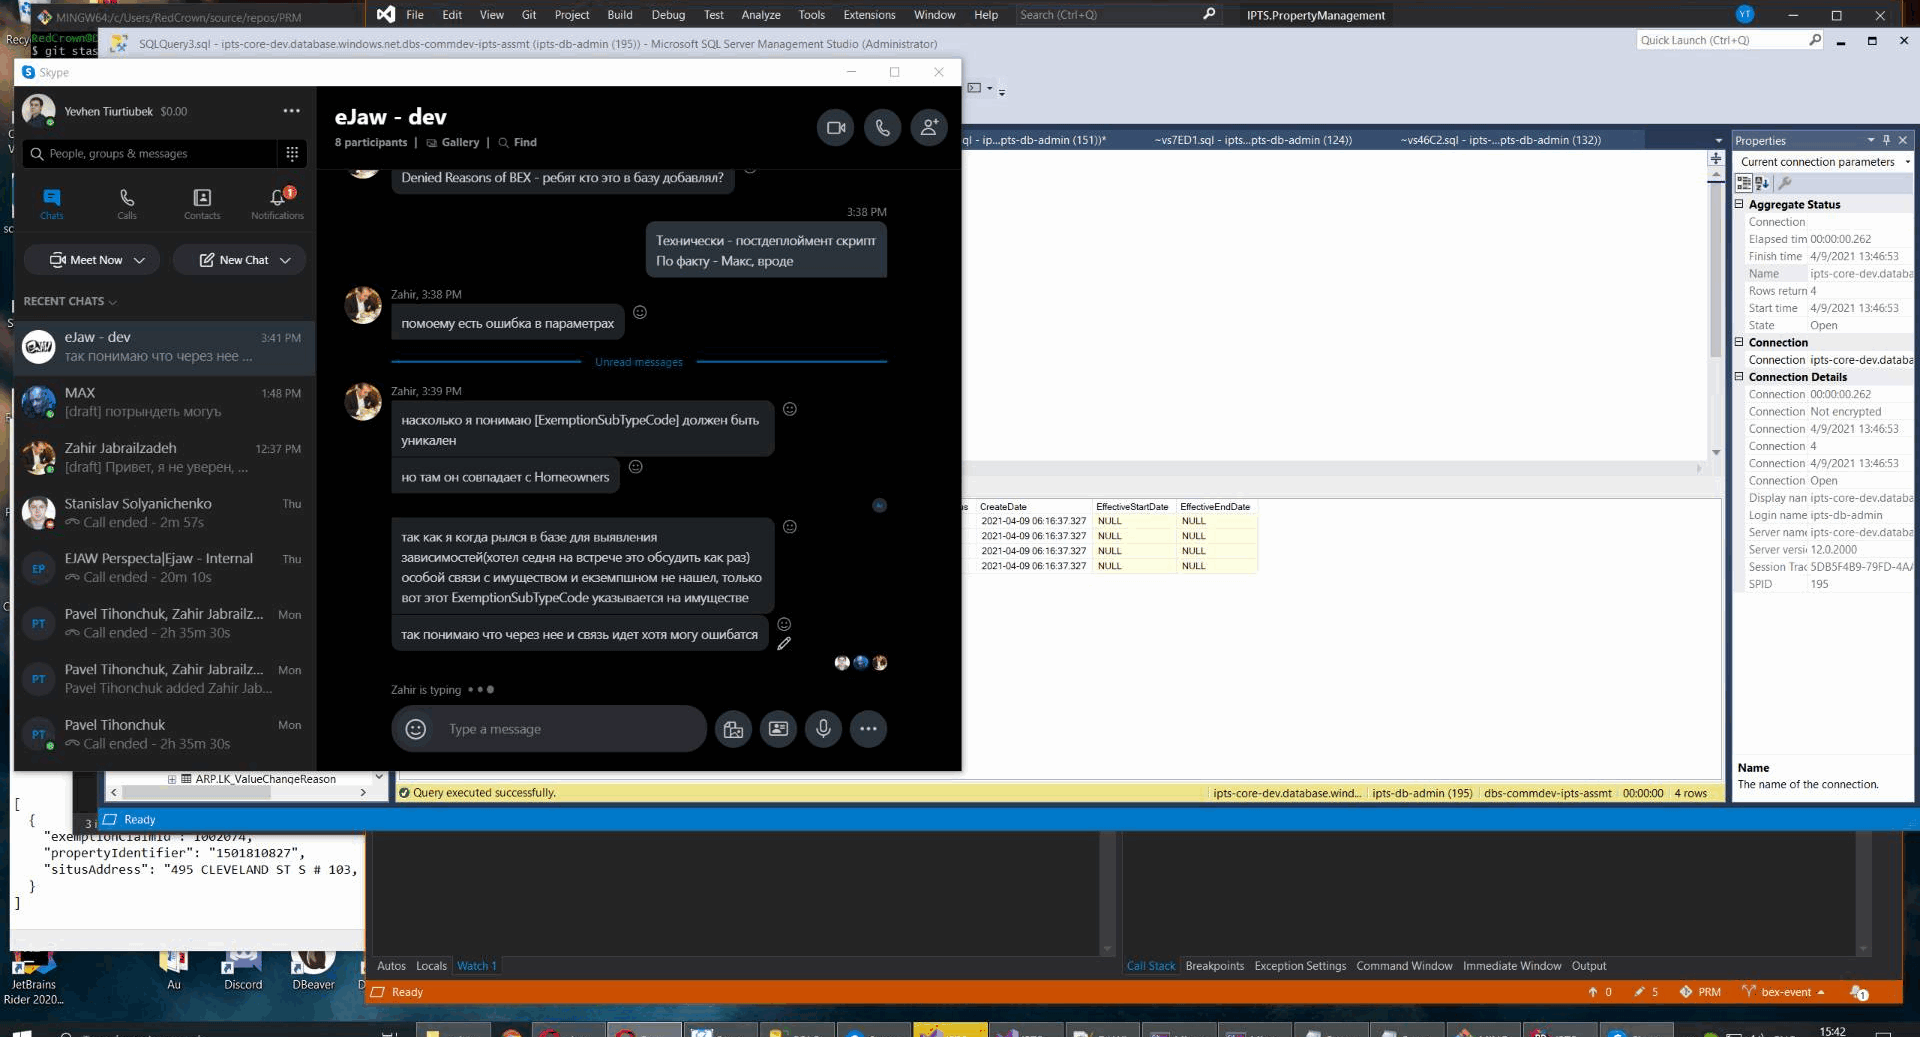 MINGW64:/c/Users/RedCrown/source/repos/PRM
File Edit View Git Project Build Debug Test Analyze Tools Extensions Window Help Search (Ctrl+Q) IPTS.PropertyManagement YT
$ git stas
SQLQuery3.sql - ipts-core-dev.database.windows.net.dbs-commdev-ipts-assmt (ipts-db-admin (195)) - Microsoft SQL Server Management Studio (Administrator)
Quick Launch (Ctrl+Q)
Skype
Yevhen Tiurtiubek $0.00
People, groups & messages
Chats Calls Contacts Notifications 1
Meet Now New Chat
RECENT CHATS
eJaw - dev 3:41 PM
так понимаю что через нее ...
MAX 1:48 PM
[draft] потрындеть могуъ
Zahir Jabrailzadeh 12:37 PM
[draft] Привет, я не уверен, ...
Stanislav Solyanichenko Thu
Call ended - 2m 57s
EP EJAW Perspecta|Ejaw - Internal Thu
Call ended - 20m 10s
PT Pavel Tihonchuk, Zahir Jabrailz... Mon
Call ended - 2h 35m 30s
PT Pavel Tihonchuk, Zahir Jabrailz... Mon
Pavel Tihonchuk added Zahir Jab...
PT Pavel Tihonchuk Mon
Call ended - 2h 35m 30s
eJaw - dev
8 participants | Gallery | Find
Denied Reasons of BEX - ребят кто это в базу добавлял?
3:38 PM
Технически - постдеплоймент скрипт
По факту - Макс, вроде
Zahir, 3:38 PM
помоему есть ошибка в параметрах
Unread messages
Zahir, 3:39 PM
насколько я понимаю [ExemptionSubTypeCode] должен быть
уникален
но там он совпадает с Homeowners
так как я когда рылся в базе для выявления
зависимостей(хотел седня на встрече это обсудить как раз)
особой связи с имуществом и екземпшном не нашел, только
вот этот ExemptionSubTypeCode указывается на имуществе
так понимаю что через нее и связь идет хотя могу ошибатся
Zahir is typing
Type a message
ql - ip...pts-db-admin (151))* ~vs7ED1.sql - ipts...pts-db-admin (124)) ~vs46C2.sql - ipts-...pts-db-admin (132))
CreateDate EffectiveStartDate EffectiveEndDate
2021-04-09 06:16:37.327 NULL NULL
2021-04-09 06:16:37.327 NULL NULL
2021-04-09 06:16:37.327 NULL NULL
2021-04-09 06:16:37.327 NULL NULL
Properties
Current connection parameters
Aggregate Status
Connection
Elapsed tim 00:00:00.262
Finish time 4/9/2021 13:46:53
Name ipts-core-dev.databa
Rows return 4
Start time 4/9/2021 13:46:53
State Open
Connection
Connection ipts-core-dev.databa
Connection Details
Connection 00:00:00.262
Connection Not encrypted
Connection 4/9/2021 13:46:53
Connection 4
Connection 4/9/2021 13:46:53
Connection Open
Display nan ipts-core-dev.databa
Login name ipts-db-admin
Server name ipts-core-dev.databa
Server versi 12.0.2000
Session Trac 5DB5F4B9-79FD-4AA
SPID 195
Name
The name of the connection.
ARP.LK_ValueChangeReason
Query executed successfully. ipts-core-dev.database.wind... ipts-db-admin (195) dbs-commdev-ipts-assmt 00:00:00 4 rows
Ready
[
{
"exemptionClaimId": 1002074,
"propertyIdentifier": "1501810827",
"situsAddress": "495 CLEVELAND ST S # 103,
}
]
Autos Locals Watch 1
Call Stack Breakpoints Exception Settings Command Window Immediate Window Output
Ready 0 5 PRM bex-event 1
JetBrains
Rider 2020...
Au
Discord
DBeaver
15:42